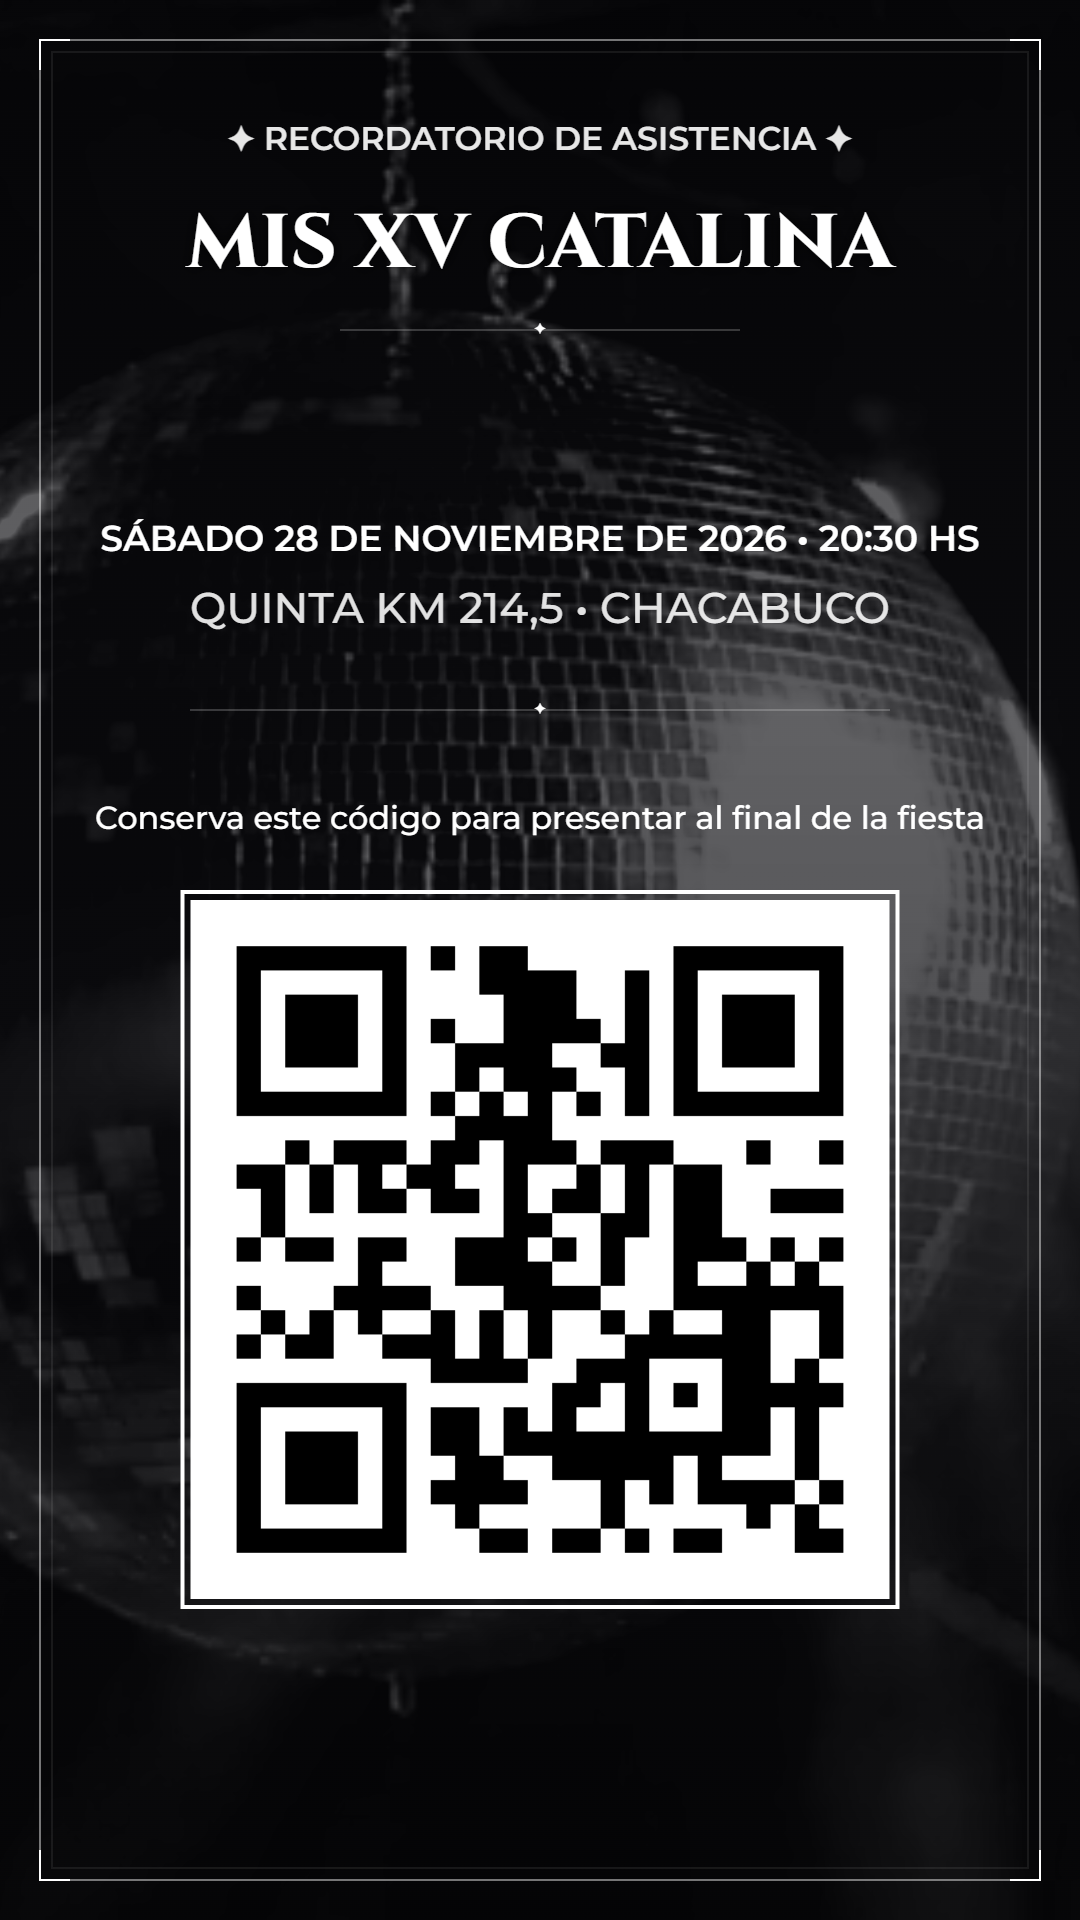 ✦ RECORDATORIO DE ASISTENCIA ✦
MIS XV CATALINA
SÁBADO 28 DE NOVIEMBRE DE 2026 • 20:30 HS
QUINTA KM 214,5 • CHACABUCO
Conserva este código para presentar al final de la fiesta